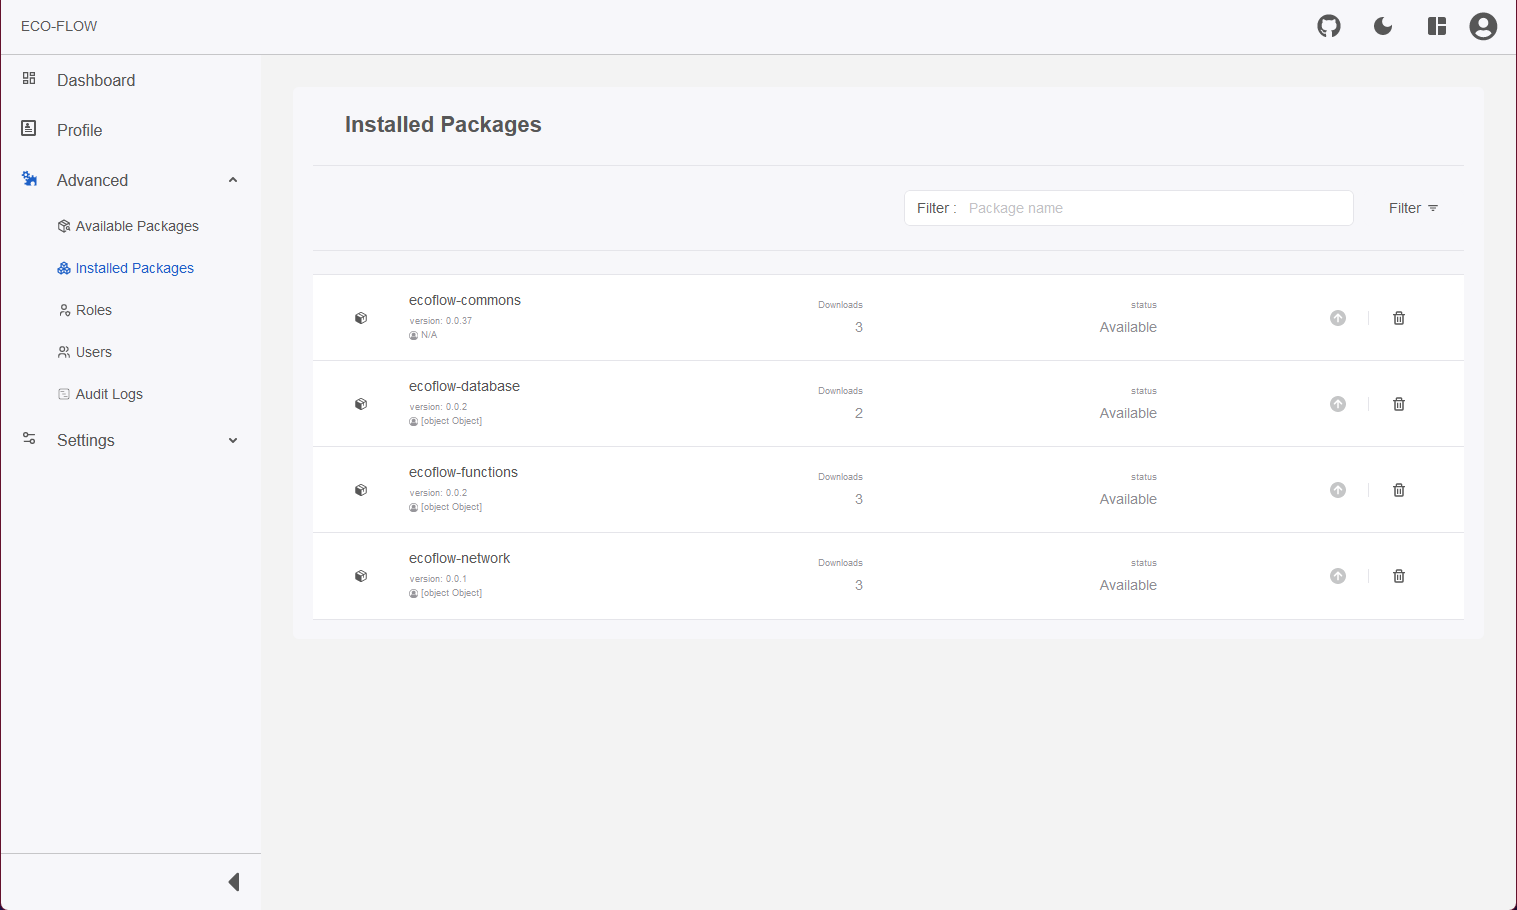 ECO-FLOW
Dashboard
Profile
Advanced
Available Packages
Installed Packages
Roles
Users
Audit Logs
Settings
Installed Packages
Filter : Package name
Filter
ecoflow-commons
version: 0.0.37
N/A
Downloads
3
status
Available
ecoflow-database
version: 0.0.2
[object Object]
Downloads
2
status
Available
ecoflow-functions
version: 0.0.2
[object Object]
Downloads
3
status
Available
ecoflow-network
version: 0.0.1
[object Object]
Downloads
3
status
Available